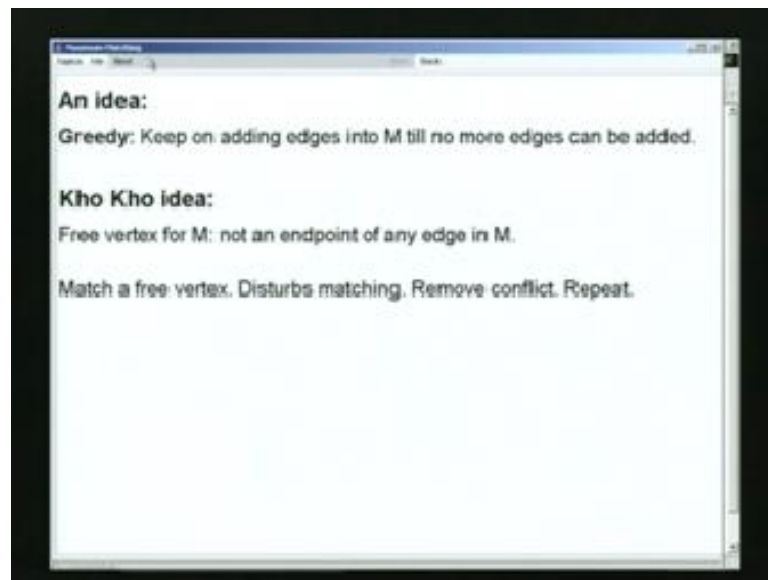 An idea:
Greedy: Keep on adding edges into M till no more edges can be added.
Kho Kho idea:
Free vertex for M: not an endpoint of any edge in M.
Match a free vertex. Disturbs matching. Remove conflict. Repeat.